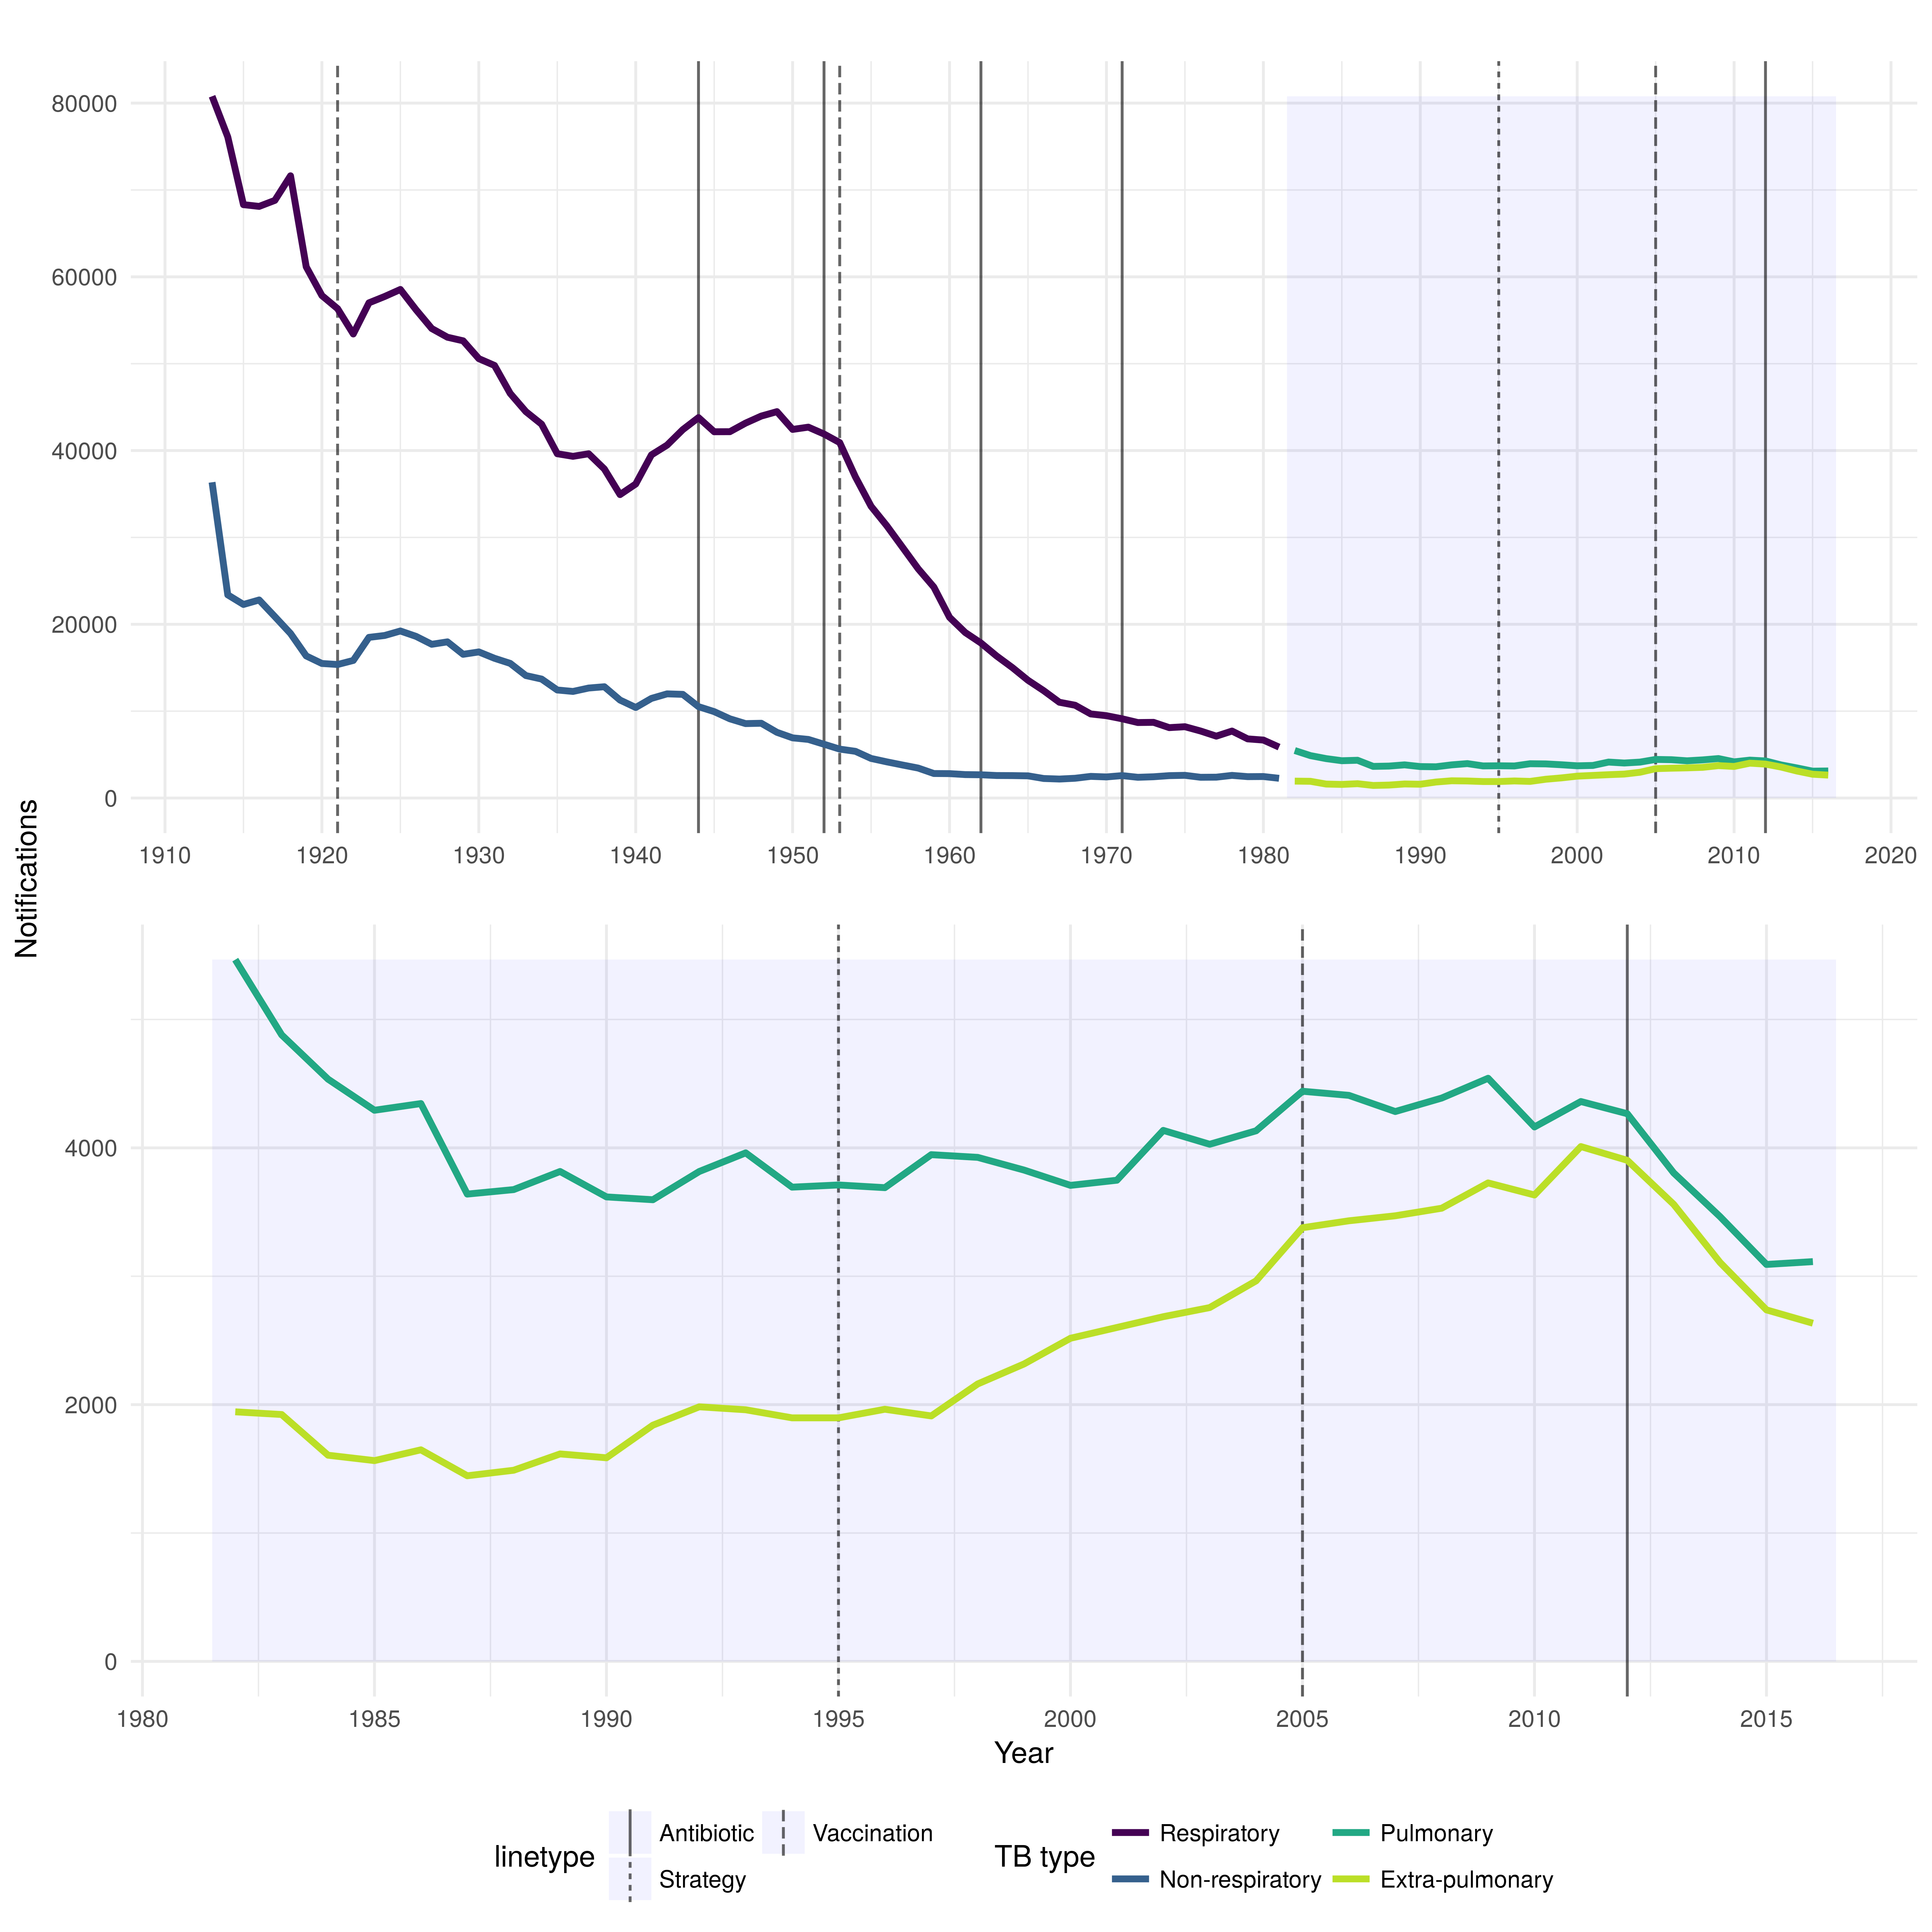 80000
60000
40000
20000
0
1910 1920 1930 1940 1950 1960 1970 1980 1990 2000 2010 2020
Notifications
4000
2000
0
1980 1985 1990 1995 2000 2005 2010 2015
Year
linetype
Antibiotic Vaccination
Strategy
TB type
Respiratory Pulmonary
Non-respiratory Extra-pulmonary